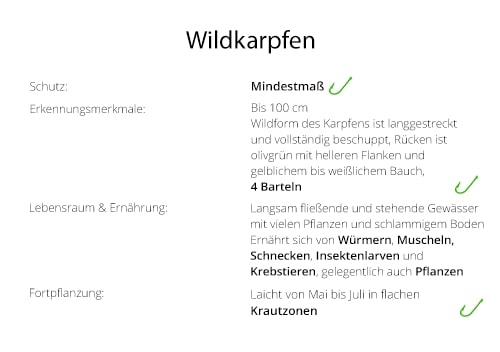 Wildkarpfen
Schutz: Mindestmaß
Erkennungsmerkmale: Bis 100 cm
Wildform des Karpfens ist langgestreckt
und vollständig beschuppt, Rücken ist
olivgrün mit helleren Flanken und
gelblichem bis weißlichem Bauch,
4 Barteln
Lebensraum & Ernährung: Langsam fließende und stehende Gewässer
mit vielen Pflanzen und schlammigem Boden
Ernährt sich von Würmern, Muscheln,
Schnecken, Insektenlarven und
Krebstieren, gelegentlich auch Pflanzen
Fortpflanzung: Laicht von Mai bis Juli in flachen
Krautzonen